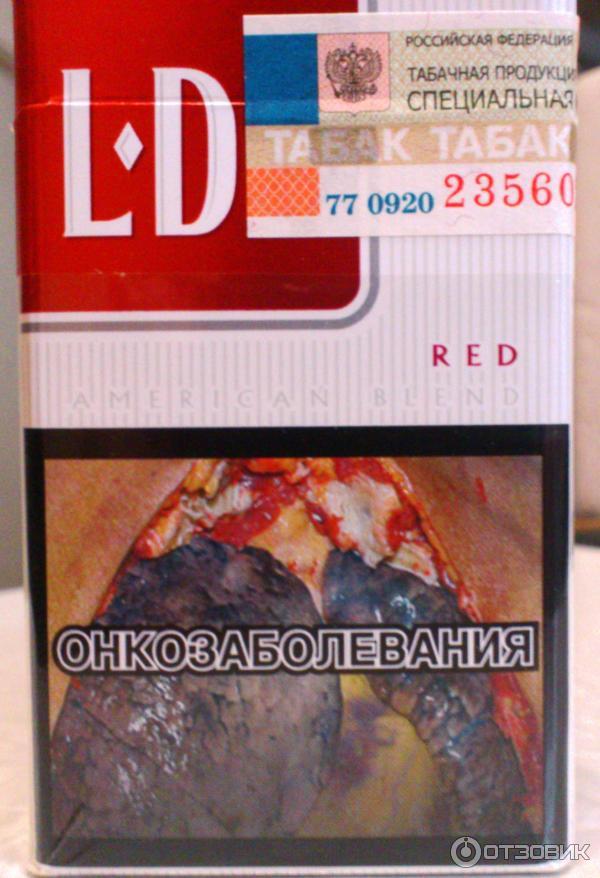 L·D
РОССИЙСКАЯ ФЕДЕРАЦИЯ
ТАБАЧНАЯ ПРОДУКЦИ
СПЕЦИАЛЬНАЯ
ТАБАК ТАБАК
77 0920 23560
RED
AMERICAN BLEND
ОНКОЗАБОЛЕВАНИЯ
ОТЗОВИК